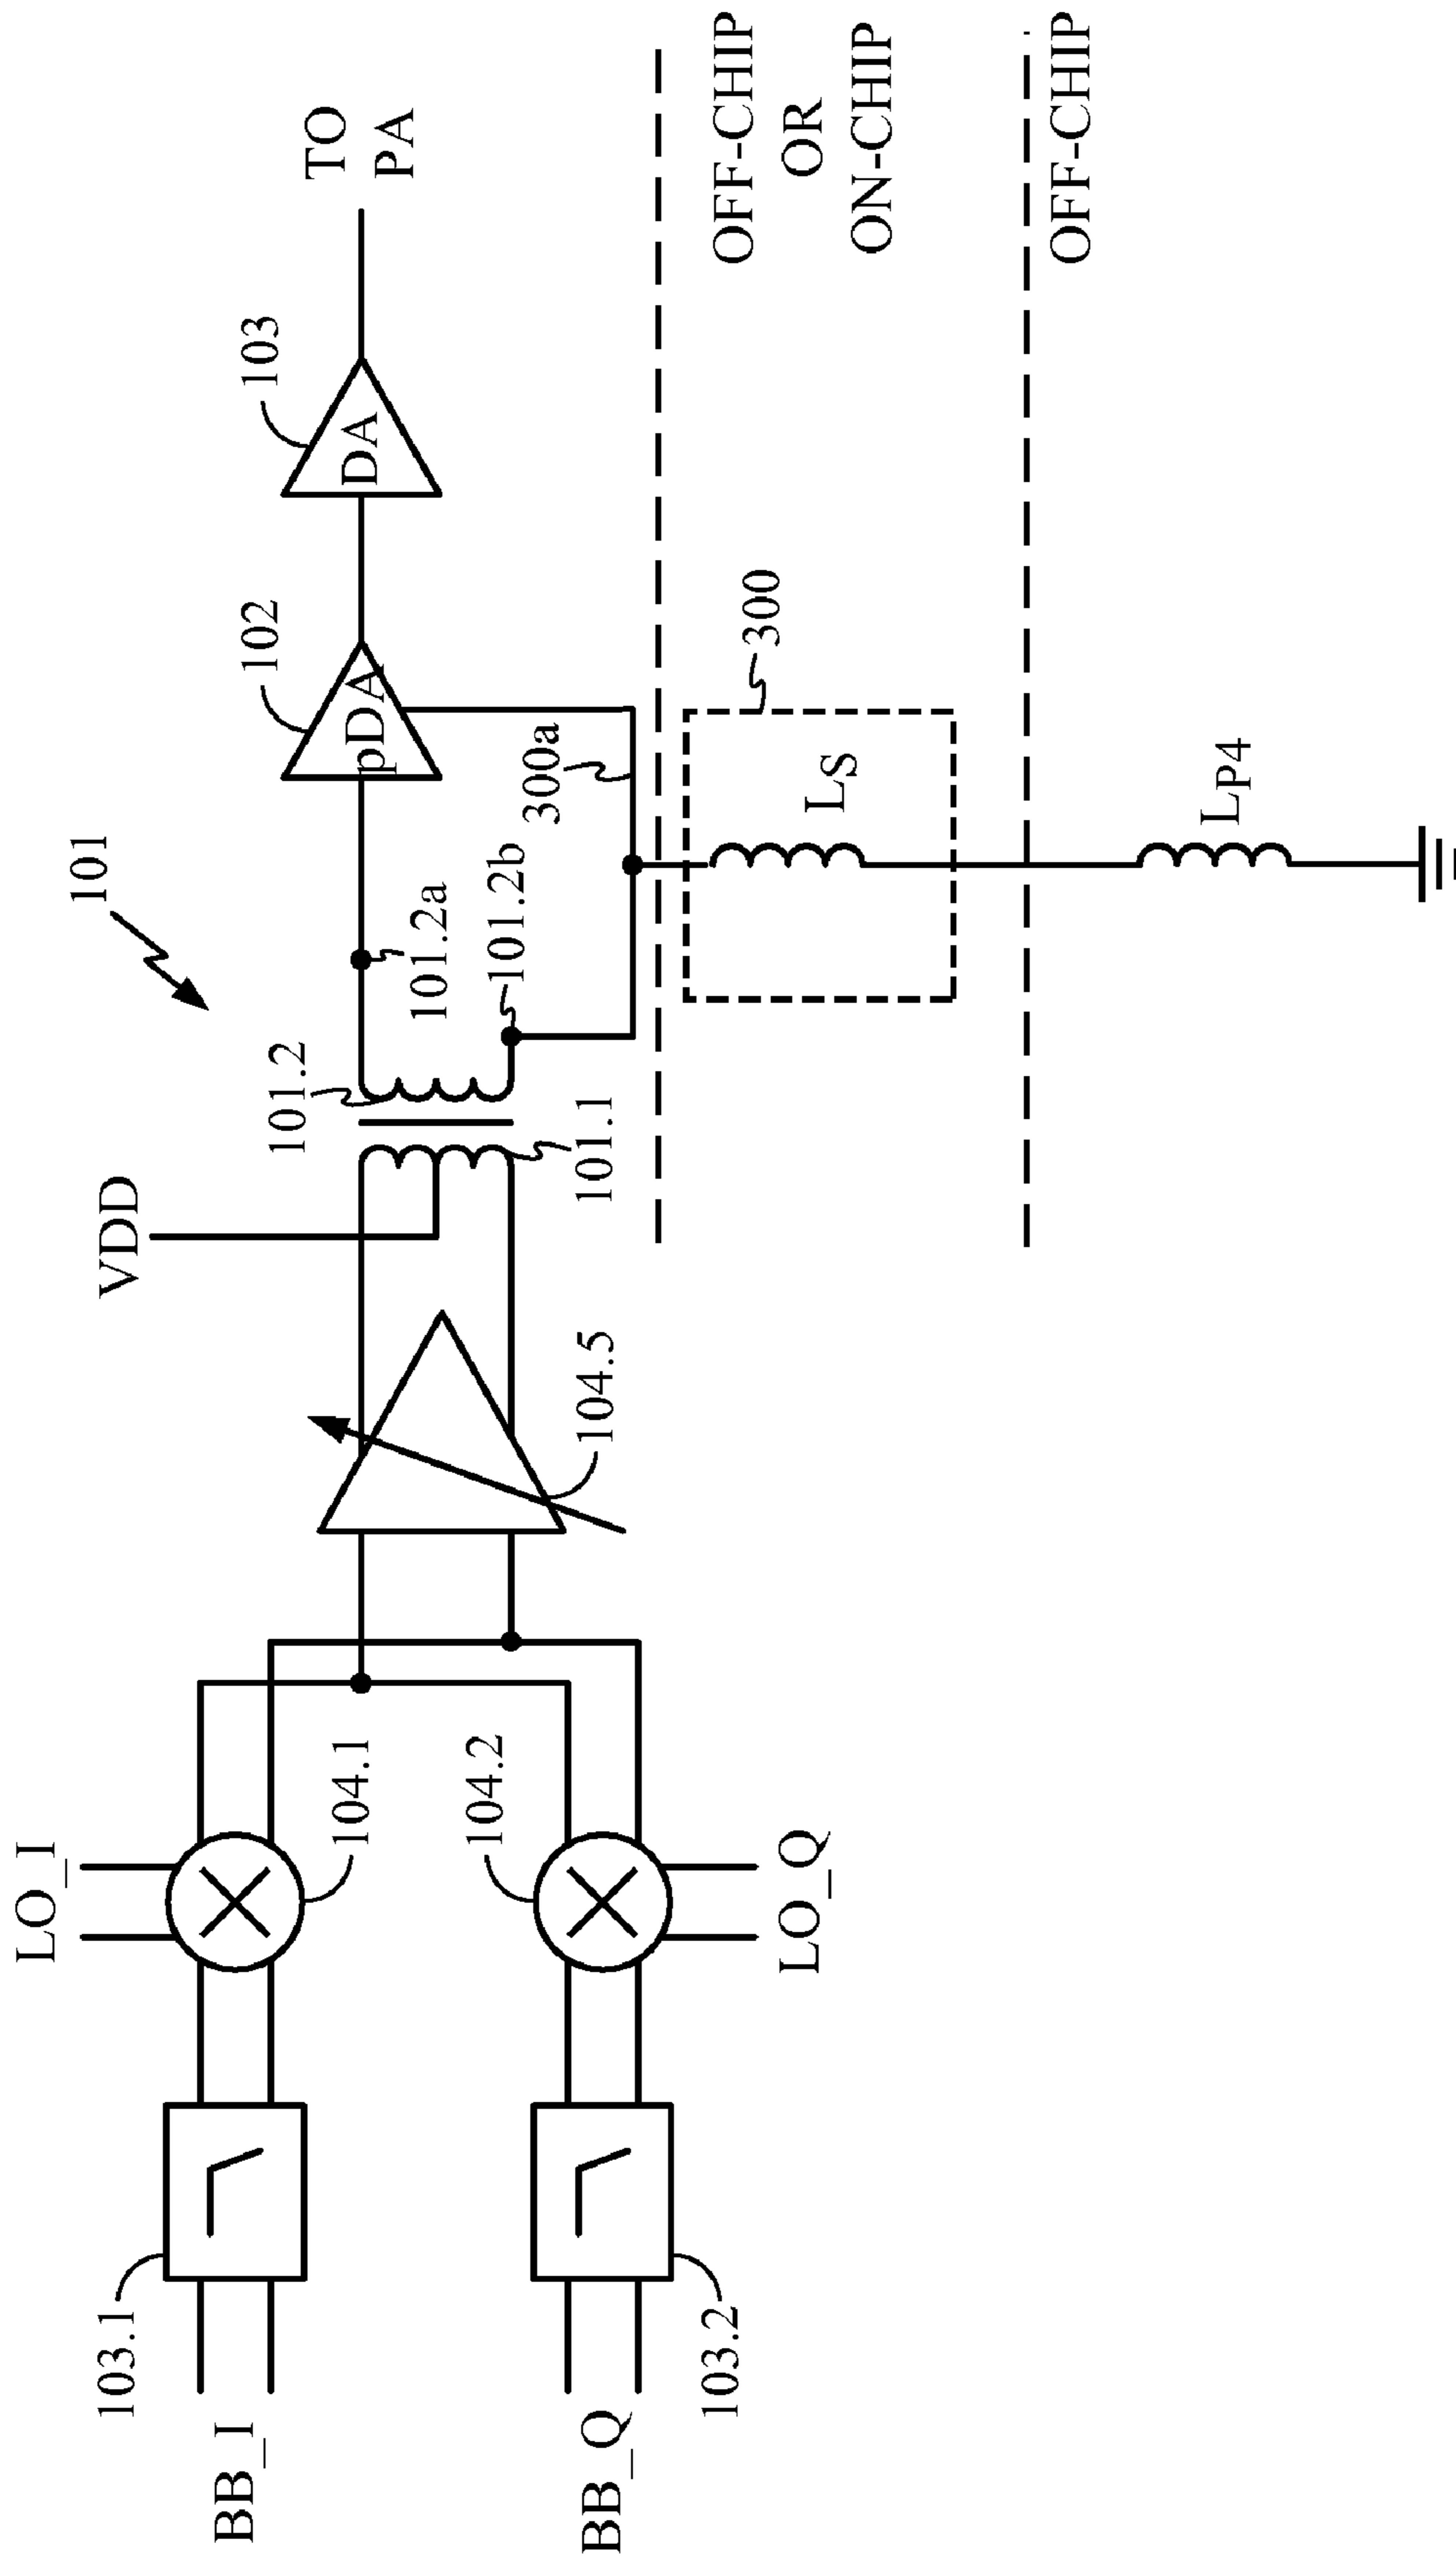 101
VDD
101.2
102
103
TO
PA
pDA
DA
101.2a
101.2b
300a
101.1
LO_I
104.1
104.5
103.1
BB_I
104.2
LO_Q
BB_Q
103.2
300
LS
OFF-CHIP
OR
ON-CHIP
LP4
OFF-CHIP